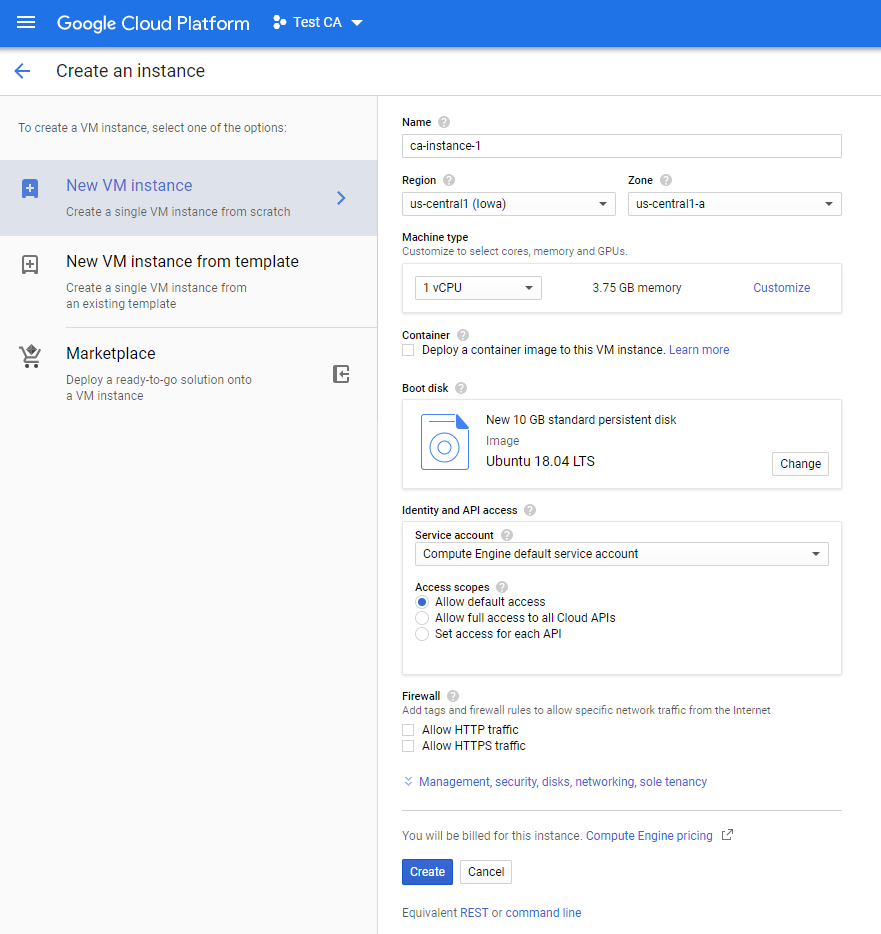 Google Cloud Platform Test CA
Create an instance
To create a VM instance, select one of the options:
New VM instance
Create a single VM instance from scratch
New VM instance from template
Create a single VM instance from
an existing template
Marketplace
Deploy a ready-to-go solution onto
a VM instance
Name ?
ca-instance-1
Region ? Zone ?
us-central1 (Iowa) us-central1-a
Machine type
Customize to select cores, memory and GPUs.
1 vCPU 3.75 GB memory Customize
Container ?
Deploy a container image to this VM instance. Learn more
Boot disk ?
New 10 GB standard persistent disk
Image
Ubuntu 18.04 LTS
Change
Identity and API access ?
Service account ?
Compute Engine default service account
Access scopes ?
Allow default access
Allow full access to all Cloud APIs
Set access for each API
Firewall ?
Add tags and firewall rules to allow specific network traffic from the Internet
Allow HTTP traffic
Allow HTTPS traffic
Management, security, disks, networking, sole tenancy
You will be billed for this instance. Compute Engine pricing
Create Cancel
Equivalent REST or command line